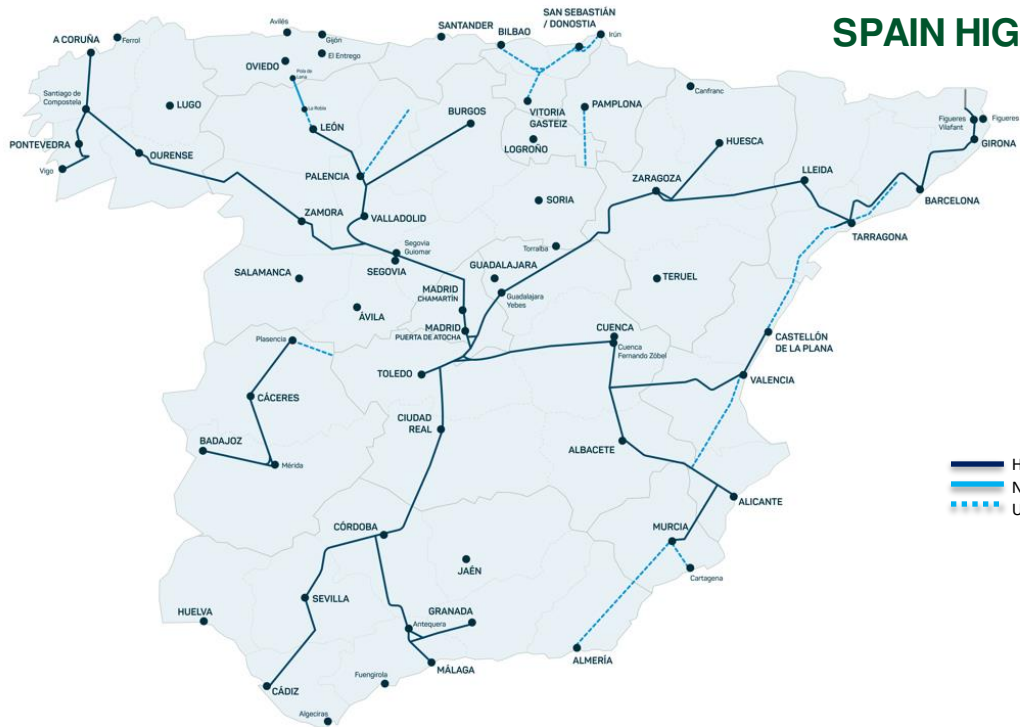 SPAIN HIG
SAN SEBASTIÁN
/ DONOSTIA
Irún
SANTANDER
BILBAO
Avilés
Gijón
A CORUÑA
Ferrol
El Entrego
OVIEDO
Pola de
Lena
Canfranc
Santiago de
Compostela
LUGO
La Robla
BURGOS
VITORIA
GASTEIZ
PAMPLONA
Figueres
Vilafant
Figueres
LEÓN
LOGROÑO
HUESCA
GIRONA
PONTEVEDRA
OURENSE
Vigo
PALENCIA
ZARAGOZA
LLEIDA
BARCELONA
ZAMORA
VALLADOLID
SORIA
TARRAGONA
Segovia
Guiomar
Torralba
SEGOVIA
SALAMANCA
GUADALAJARA
TERUEL
MADRID
CHAMARTÍN
Guadalajara
Yebes
ÁVILA
MADRID
PUERTA DE ATOCHA
CUENCA
Cuenca
Fernando Zóbel
CASTELLÓN
DE LA PLANA
Plasencia
TOLEDO
VALENCIA
CÁCERES
CIUDAD
REAL
BADAJOZ
ALBACETE
Mérida
H
N
U
ALICANTE
CÓRDOBA
MURCIA
JAÉN
Cartagena
SEVILLA
HUELVA
GRANADA
Antequera
ALMERÍA
MÁLAGA
Fuengirola
CÁDIZ
Algeciras